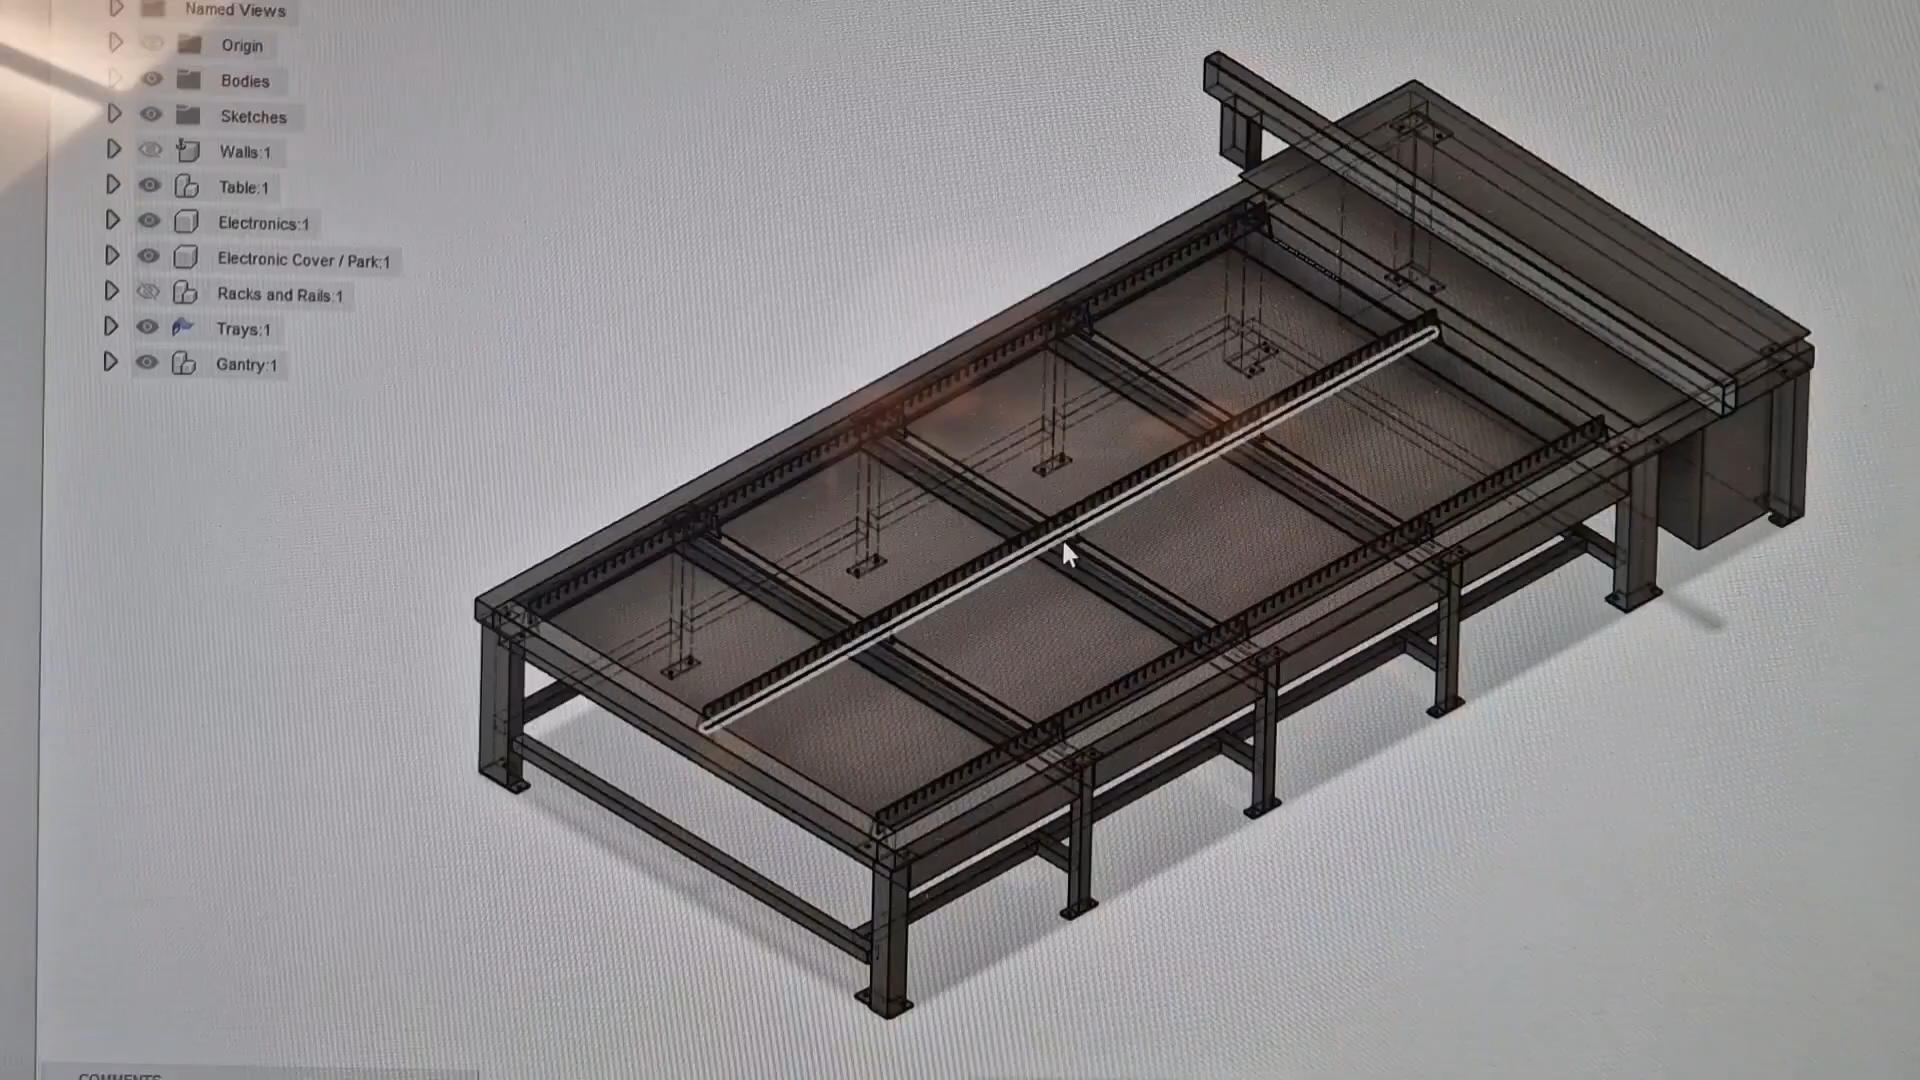 Named Views
Origin
Bodies
Sketches
Walls:1
Table:1
Electronics:1
Electronic Cover / Park:1
Racks and Rails:1
Trays:1
Gantry:1
COMMENTS